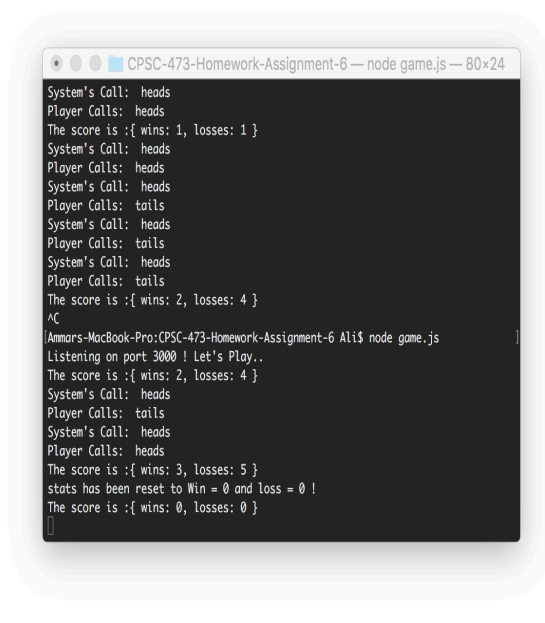 CPSC-473-Homework-Assignment-6 — node game.js — 80×24
System's Call:  heads
Player Calls:  heads
The score is :{ wins: 1, losses: 1 }
System's Call:  heads
Player Calls:  heads
System's Call:  heads
Player Calls:  tails
System's Call:  heads
Player Calls:  tails
System's Call:  heads
Player Calls:  tails
The score is :{ wins: 2, losses: 4 }
^C
[Ammars-MacBook-Pro:CPSC-473-Homework-Assignment-6 Ali$ node game.js ]
Listening on port 3000 ! Let's Play..
The score is :{ wins: 2, losses: 4 }
System's Call:  heads
Player Calls:  tails
System's Call:  heads
Player Calls:  heads
The score is :{ wins: 3, losses: 5 }
stats has been reset to Win = 0 and loss = 0 !
The score is :{ wins: 0, losses: 0 }